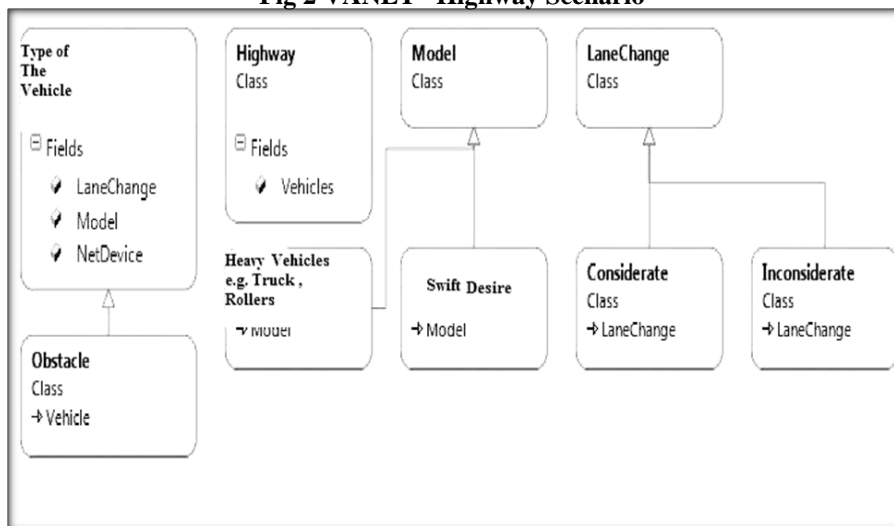 Fig 2 VANET - Highway Scenario
Type of
The
Vehicle
Fields
LaneChange
Model
NetDevice
Obstacle
Class
Vehicle
Highway
Class
Fields
Vehicles
Model
Class
LaneChange
Class
Heavy Vehicles
e.g. Truck ,
Rollers
Model
Swift Desire
Model
Considerate
Class
LaneChange
Inconsiderate
Class
LaneChange